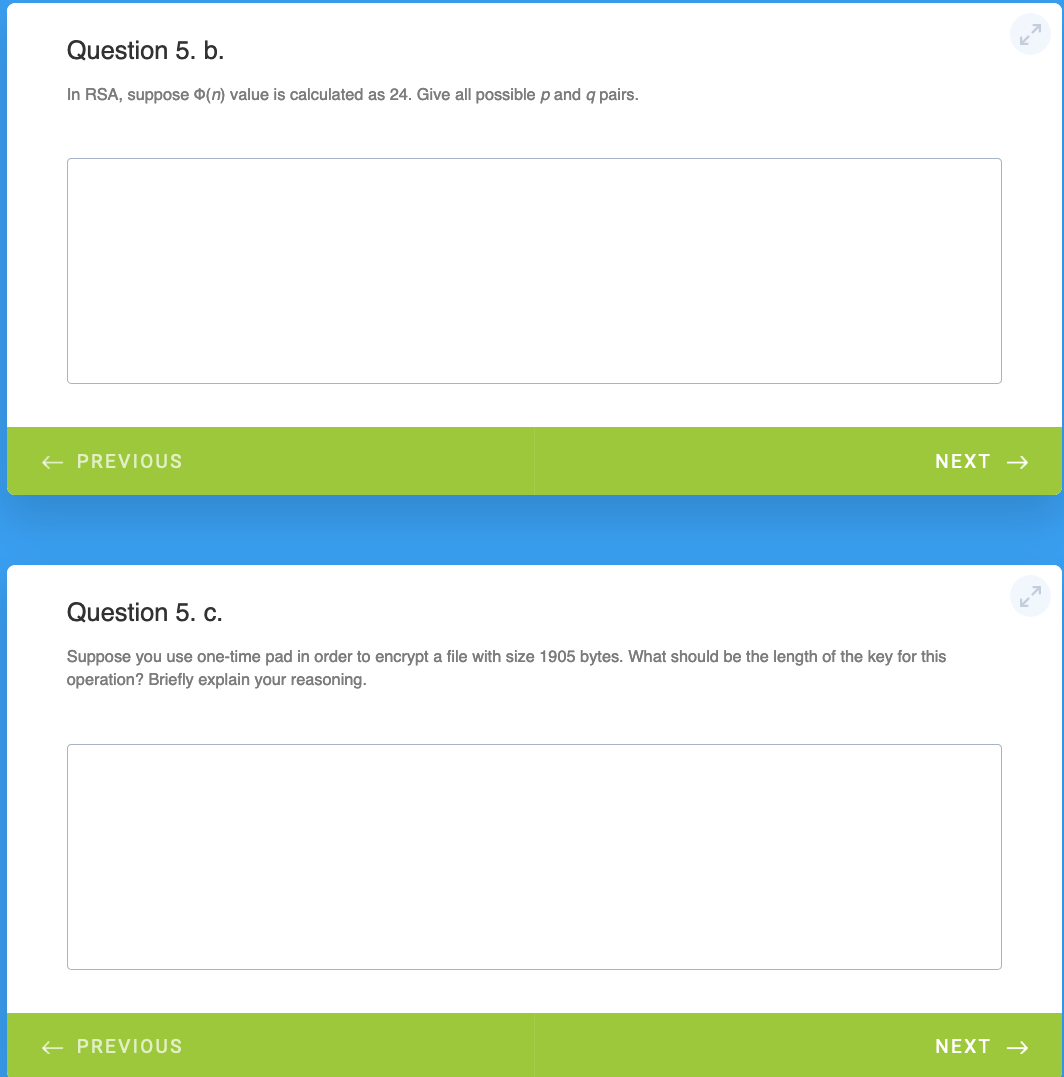 Question 5. b.
In RSA, suppose Φ(n) value is calculated as 24. Give all possible p and q pairs.
← PREVIOUS
NEXT →
Question 5. c.
Suppose you use one-time pad in order to encrypt a file with size 1905 bytes. What should be the length of the key for this
operation? Briefly explain your reasoning.
← PREVIOUS
NEXT →